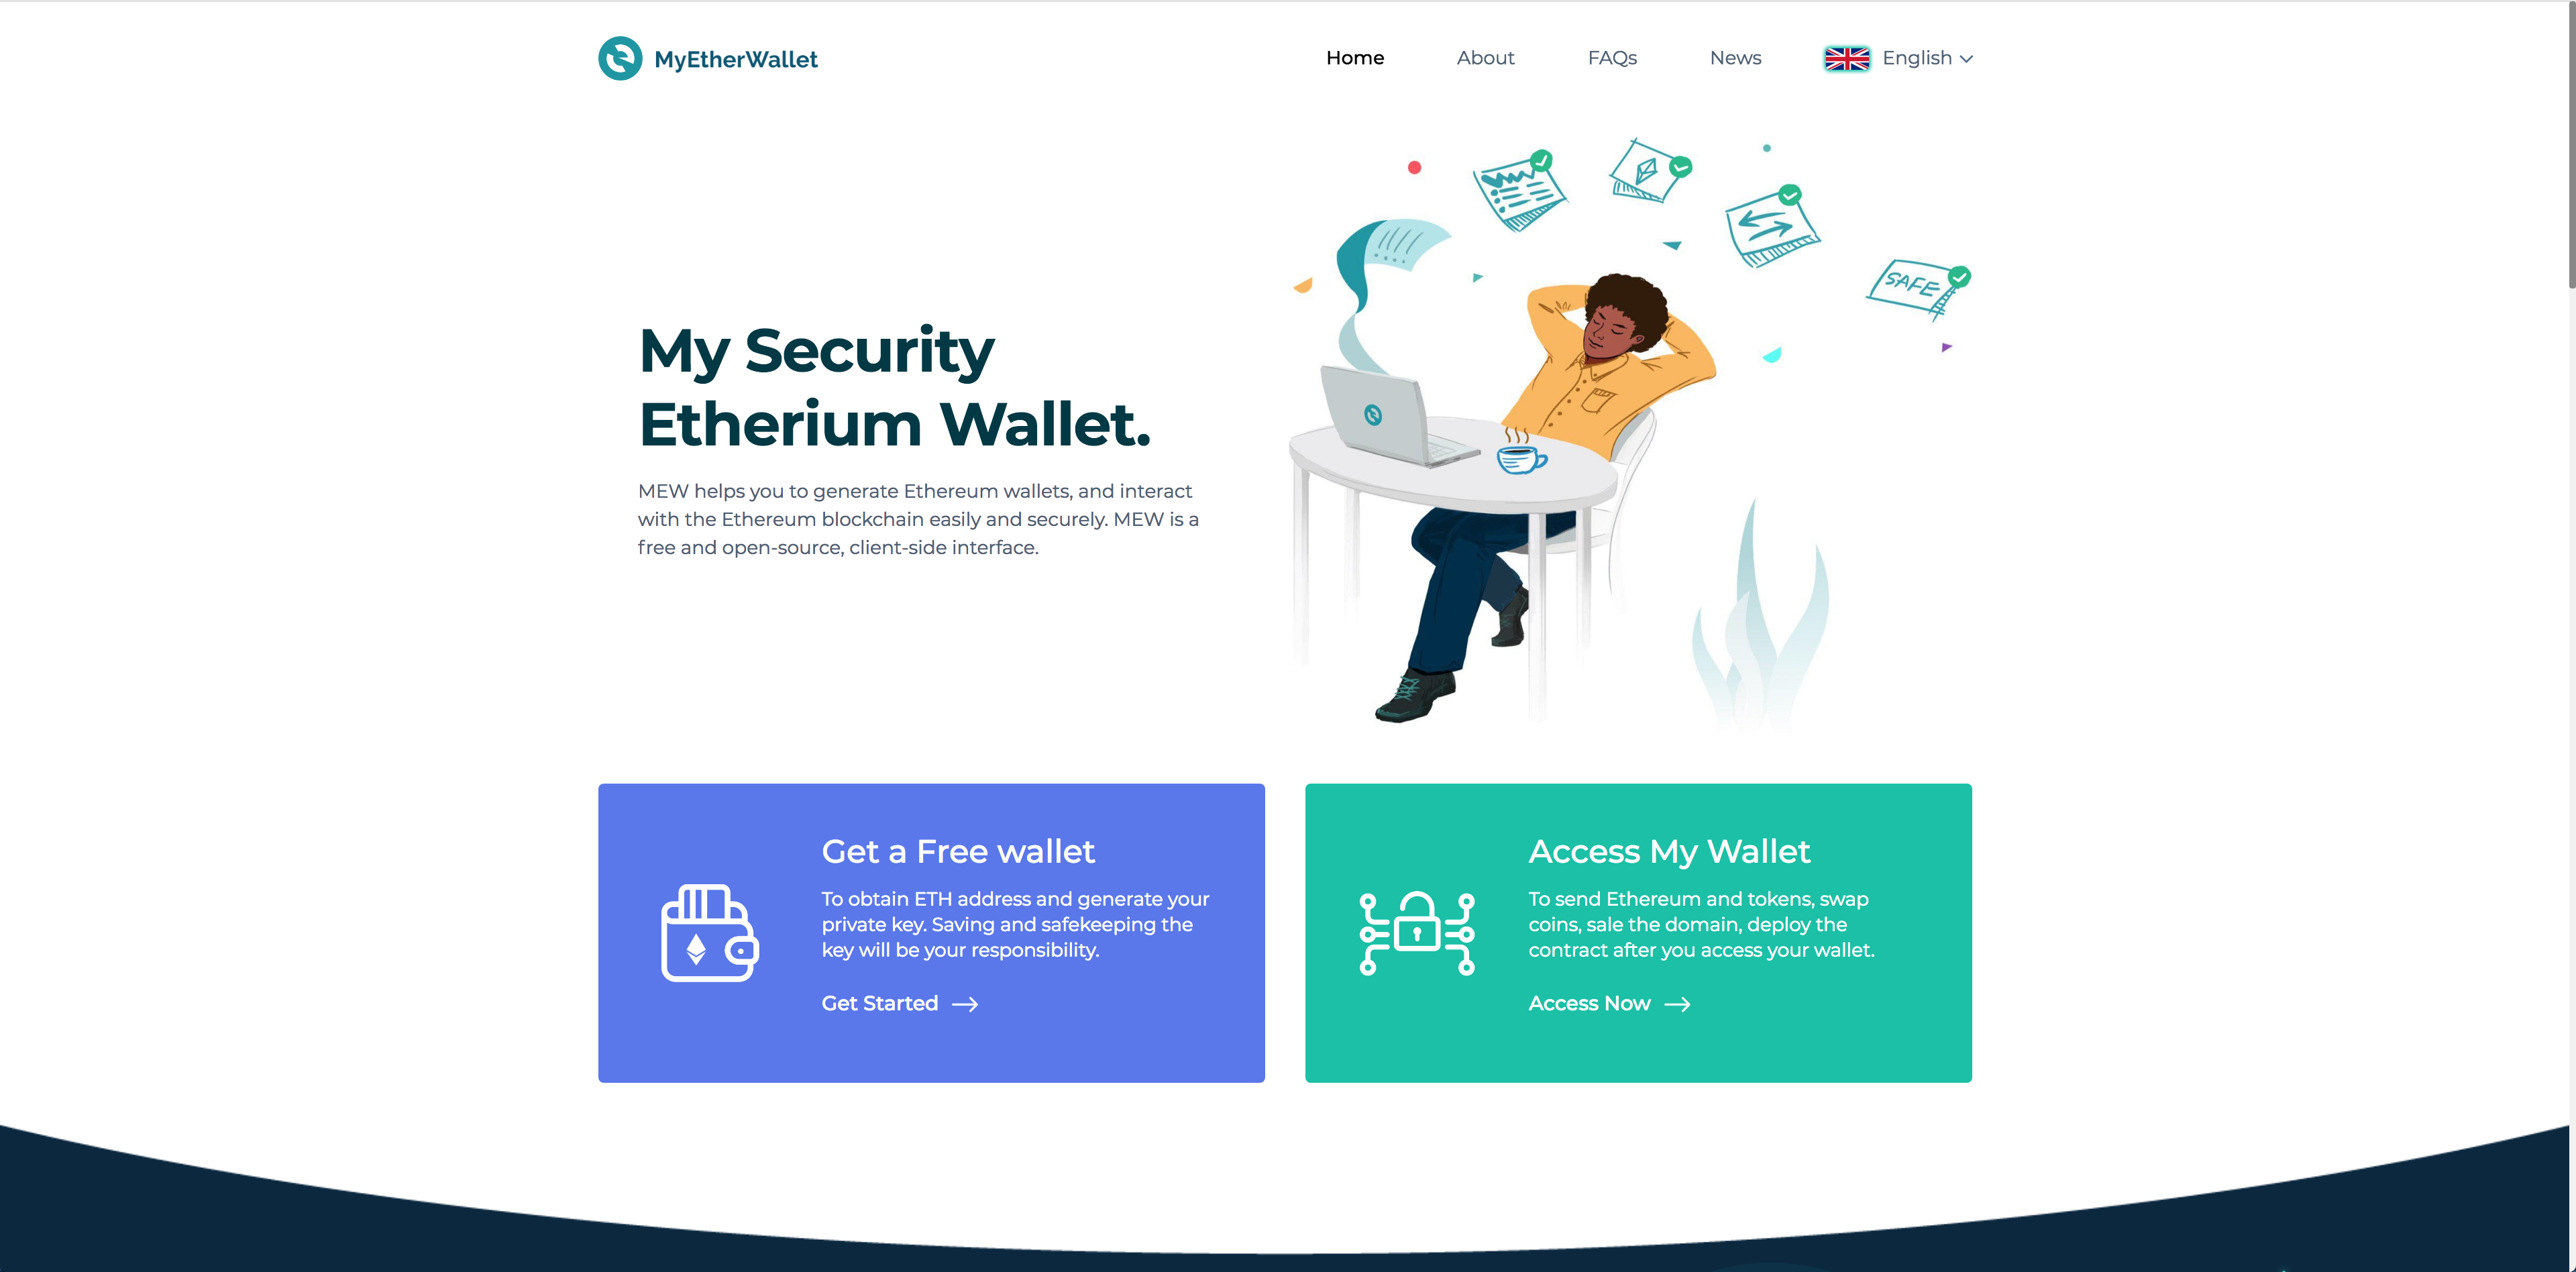 MyEtherWallet
Home
About
FAQs
News
English
SAFE
My Security
Etherium Wallet.
MEW helps you to generate Ethereum wallets, and interact
with the Ethereum blockchain easily and securely. MEW is a
free and open-source, client-side interface.
Get a Free wallet
To obtain ETH address and generate your
private key. Saving and safekeeping the
key will be your responsibility.
Get Started
Access My Wallet
To send Ethereum and tokens, swap
coins, sale the domain, deploy the
contract after you access your wallet.
Access Now